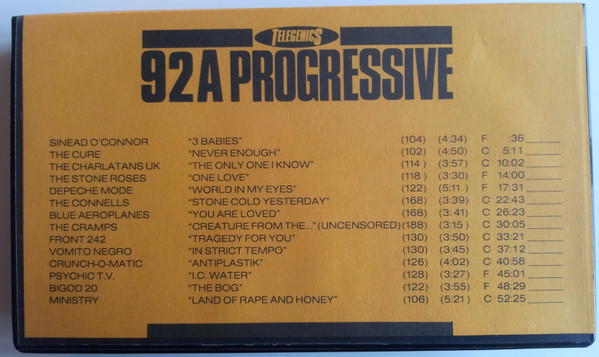 TELEGENICS
92A PROGRESSIVE
SINEAD O'CONNOR "3 BABIES" (104) (4:34) F :36
THE CURE "NEVER ENOUGH" (102) (4:50) C 5:11
THE CHARLATANS UK "THE ONLY ONE I KNOW" (114) (3:57) C 10:02
THE STONE ROSES "ONE LOVE" (118) (3:30) F 14:00
DEPECHE MODE "WORLD IN MY EYES" (122) (5:11) F 17:31
THE CONNELLS "STONE COLD YESTERDAY" (168) (3:39) C 22:43
BLUE AEROPLANES "YOU ARE LOVED" (168) (3:41) C 26:23
THE CRAMPS "CREATURE FROM THE..." (UNCENSORED) (188) (3:15) C 30:05
FRONT 242 "TRAGEDY FOR YOU" (130) (3:50) C 33:21
VOMITO NEGRO "IN STRICT TEMPO" (130) (3:45) C 37:12
CRUNCH-O-MATIC "ANTIPLASTIK" (126) (4:02) C 40:58
PSYCHIC T.V. "I.C. WATER" (128) (3:27) F 45:01
BIGOD 20 "THE BOG" (122) (3:55) F 48:29
MINISTRY "LAND OF RAPE AND HONEY" (106) (5:21) C 52:25